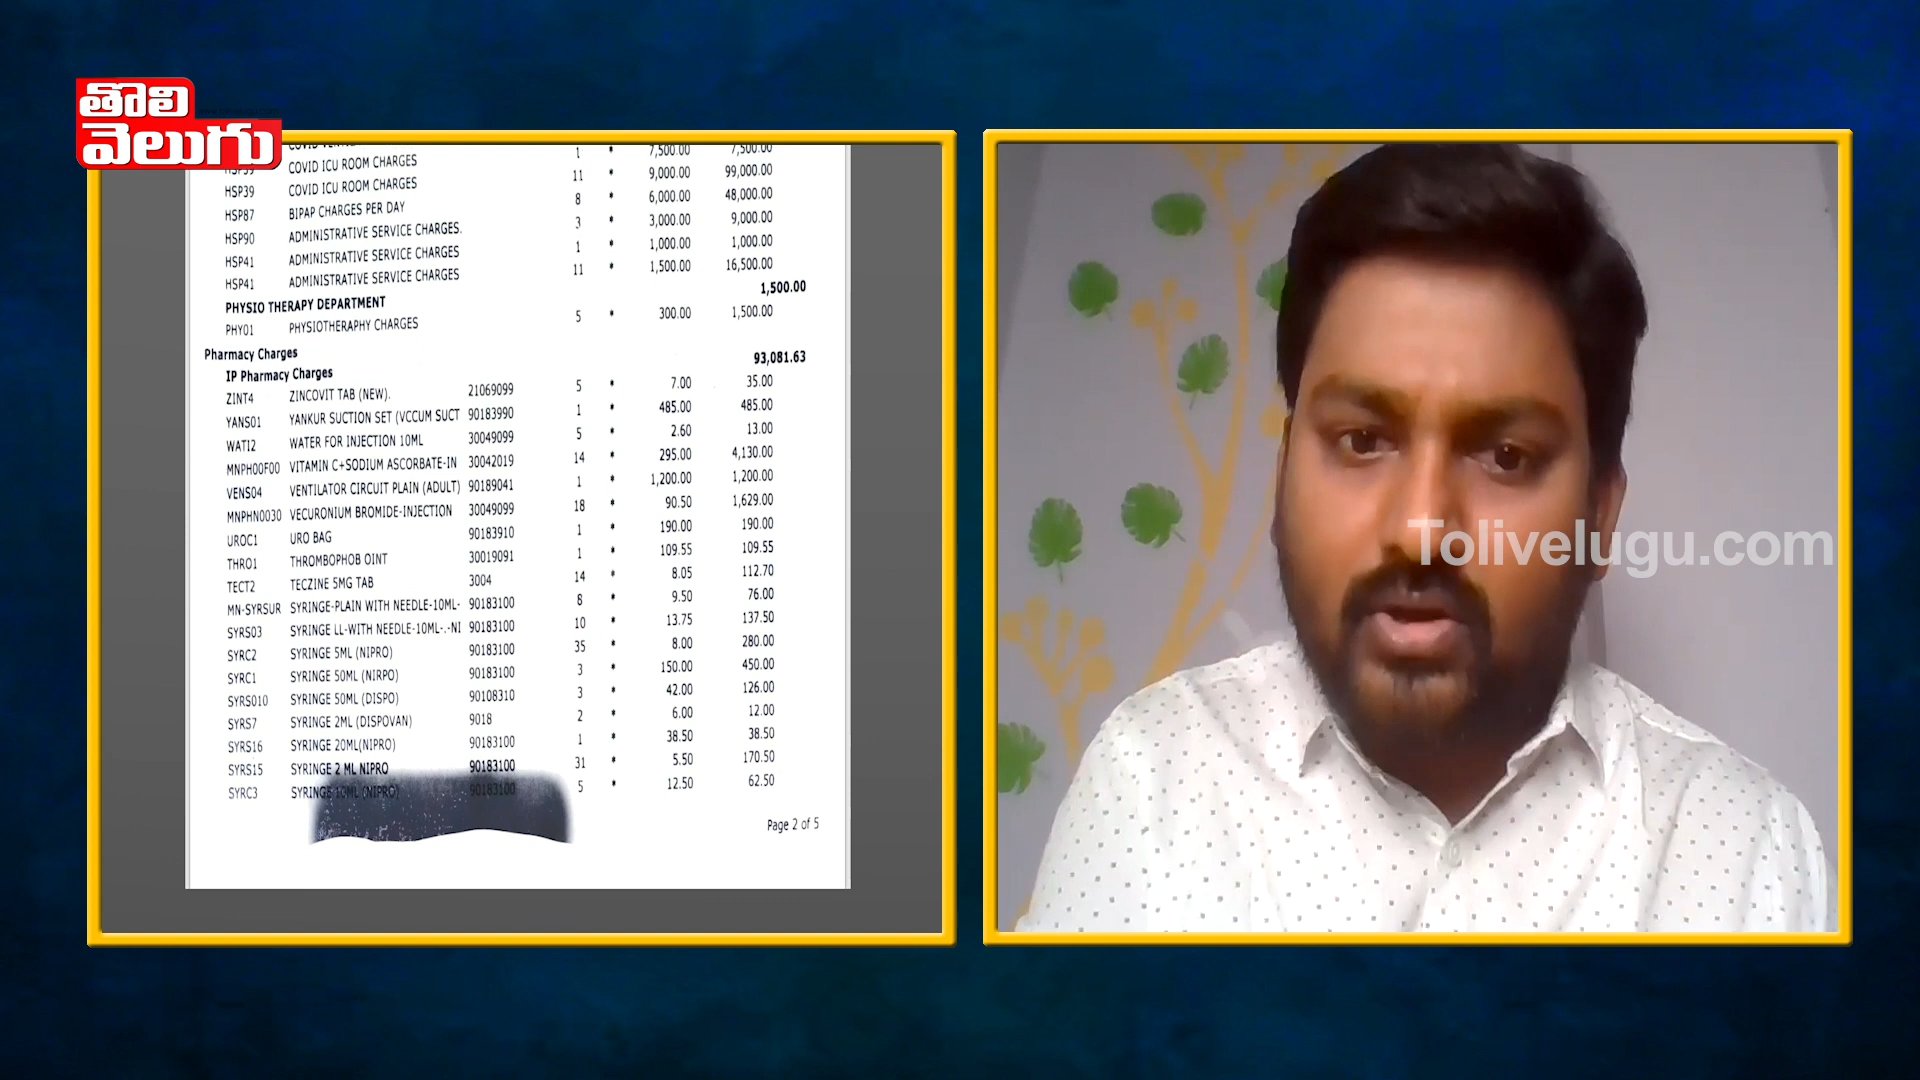 తొలి
వెలుగు
HSP39 COVID ICU ROOM CHARGES 1 * 7,500.00 7,500.00
HSP39 COVID ICU ROOM CHARGES 11 * 9,000.00 99,000.00
HSP87 BIPAP CHARGES PER DAY 8 * 6,000.00 48,000.00
HSP90 ADMINISTRATIVE SERVICE CHARGES. 3 * 3,000.00 9,000.00
HSP41 ADMINISTRATIVE SERVICE CHARGES 1 * 1,000.00 1,000.00
HSP41 ADMINISTRATIVE SERVICE CHARGES 11 * 1,500.00 16,500.00
PHYSIO THERAPY DEPARTMENT 1,500.00
PHY01 PHYSIOTHERAPHY CHARGES 5 * 300.00 1,500.00
Pharmacy Charges 93,081.63
IP Pharmacy Charges
ZINT4 ZINCOVIT TAB (NEW). 21069099 5 * 7.00 35.00
YANS01 YANKUR SUCTION SET (VCCUM SUCT 90183990 1 * 485.00 485.00
WATI2 WATER FOR INJECTION 10ML 30049099 5 * 2.60 13.00
MNPH00F00 VITAMIN C+SODIUM ASCORBATE-IN 30042019 14 * 295.00 4,130.00
VENS04 VENTILATOR CIRCUIT PLAIN (ADULT) 90189041 1 * 1,200.00 1,200.00
MNPHN0030 VECURONIUM BROMIDE-INJECTION 30049099 18 * 90.50 1,629.00
UROC1 URO BAG 90183910 1 * 190.00 190.00
THRO1 THROMBOPHOB OINT 30019091 1 * 109.55 109.55
TECT2 TECZINE 5MG TAB 3004 14 * 8.05 112.70
MN-SYRSUR SYRINGE-PLAIN WITH NEEDLE-10ML- 90183100 8 * 9.50 76.00
SYRS03 SYRINGE LL-WITH NEEDLE-10ML-.-NI 90183100 10 * 13.75 137.50
SYRC2 SYRINGE 5ML (NIPRO) 90183100 35 * 8.00 280.00
SYRC1 SYRINGE 50ML (NIRPO) 90183100 3 * 150.00 450.00
SYRS010 SYRINGE 50ML (DISPO) 90108310 3 * 42.00 126.00
SYRS7 SYRINGE 2ML (DISPOVAN) 9018 2 * 6.00 12.00
SYRS16 SYRINGE 20ML(NIPRO) 90183100 1 * 38.50 38.50
SYRS15 SYRINGE 2 ML NIPRO 90183100 31 * 5.50 170.50
SYRC3 SYRINGE 10ML (NIPRO) 90183100 5 * 12.50 62.50
Page 2 of 5
Tolivelugu.com